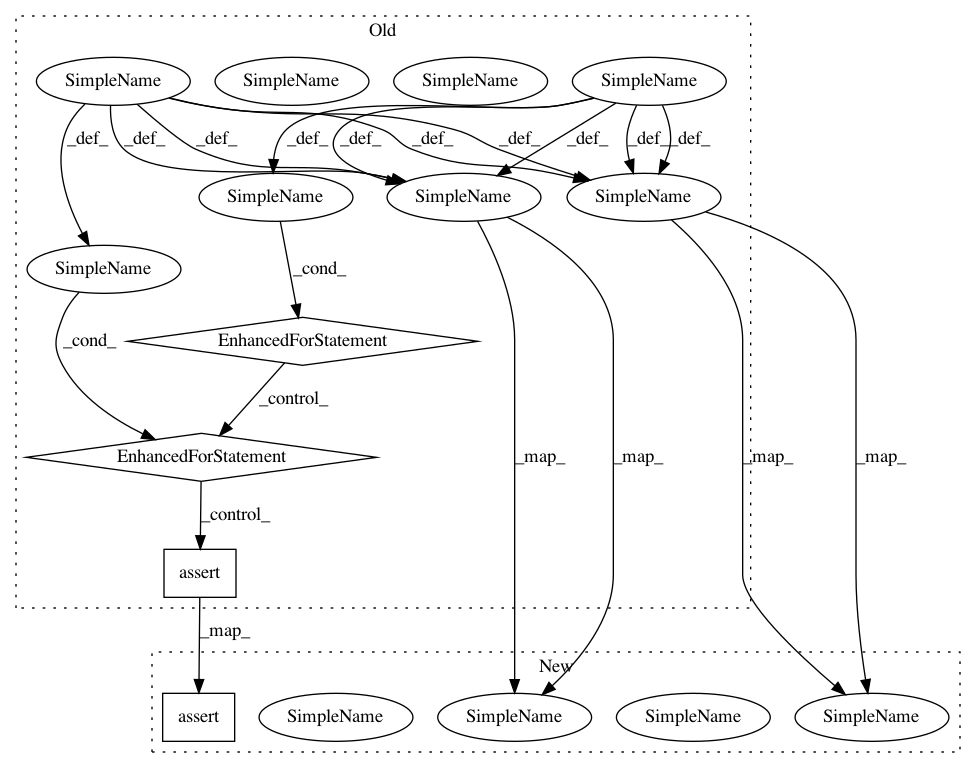 Old
SimpleName SimpleName SimpleName SimpleName
_def_ _def_ _def_ _def_ _def_ _def_ _def_ _def_ _def_ _def_
SimpleName SimpleName SimpleName
SimpleName
_cond_
EnhancedForStatement
_cond_
_control_
EnhancedForStatement
_map_ _map_ _map_ _map_
_control_
assert
_map_
New
assert SimpleName SimpleName SimpleName SimpleName